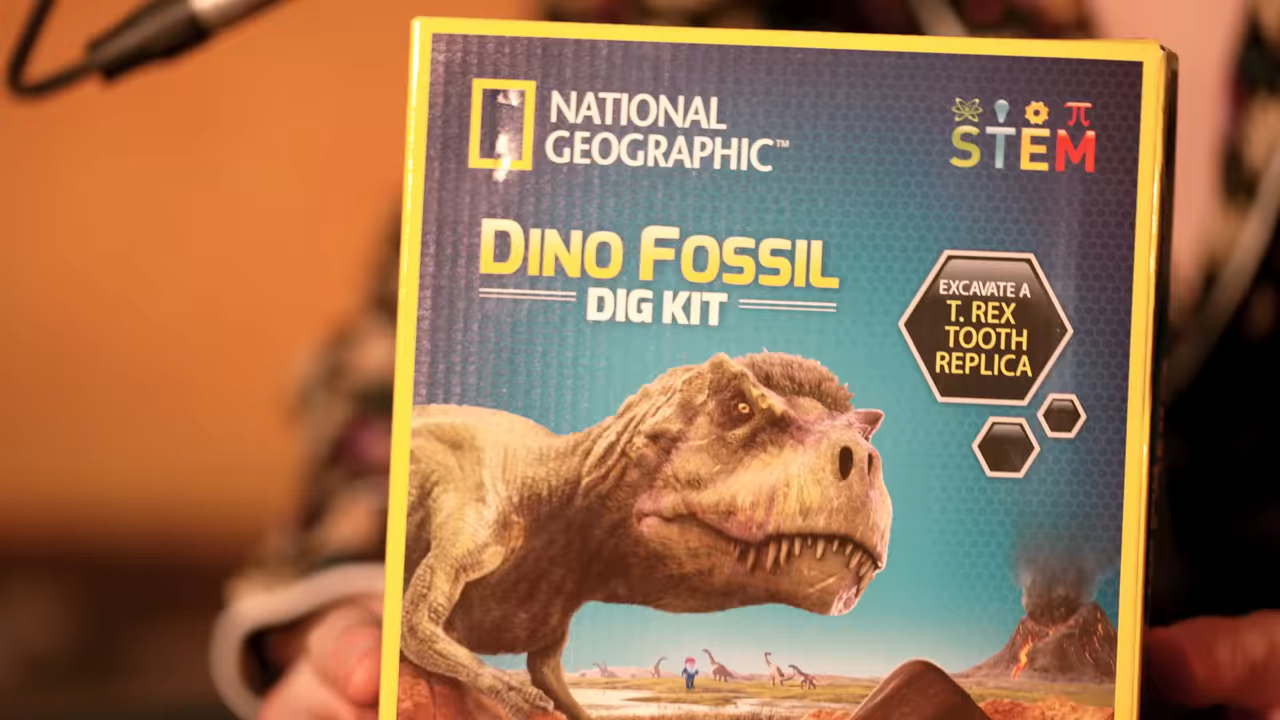 NATIONAL
GEOGRAPHIC™
STEM
DINO FOSSIL
DIG KIT
EXCAVATE A
T. REX
TOOTH
REPLICA